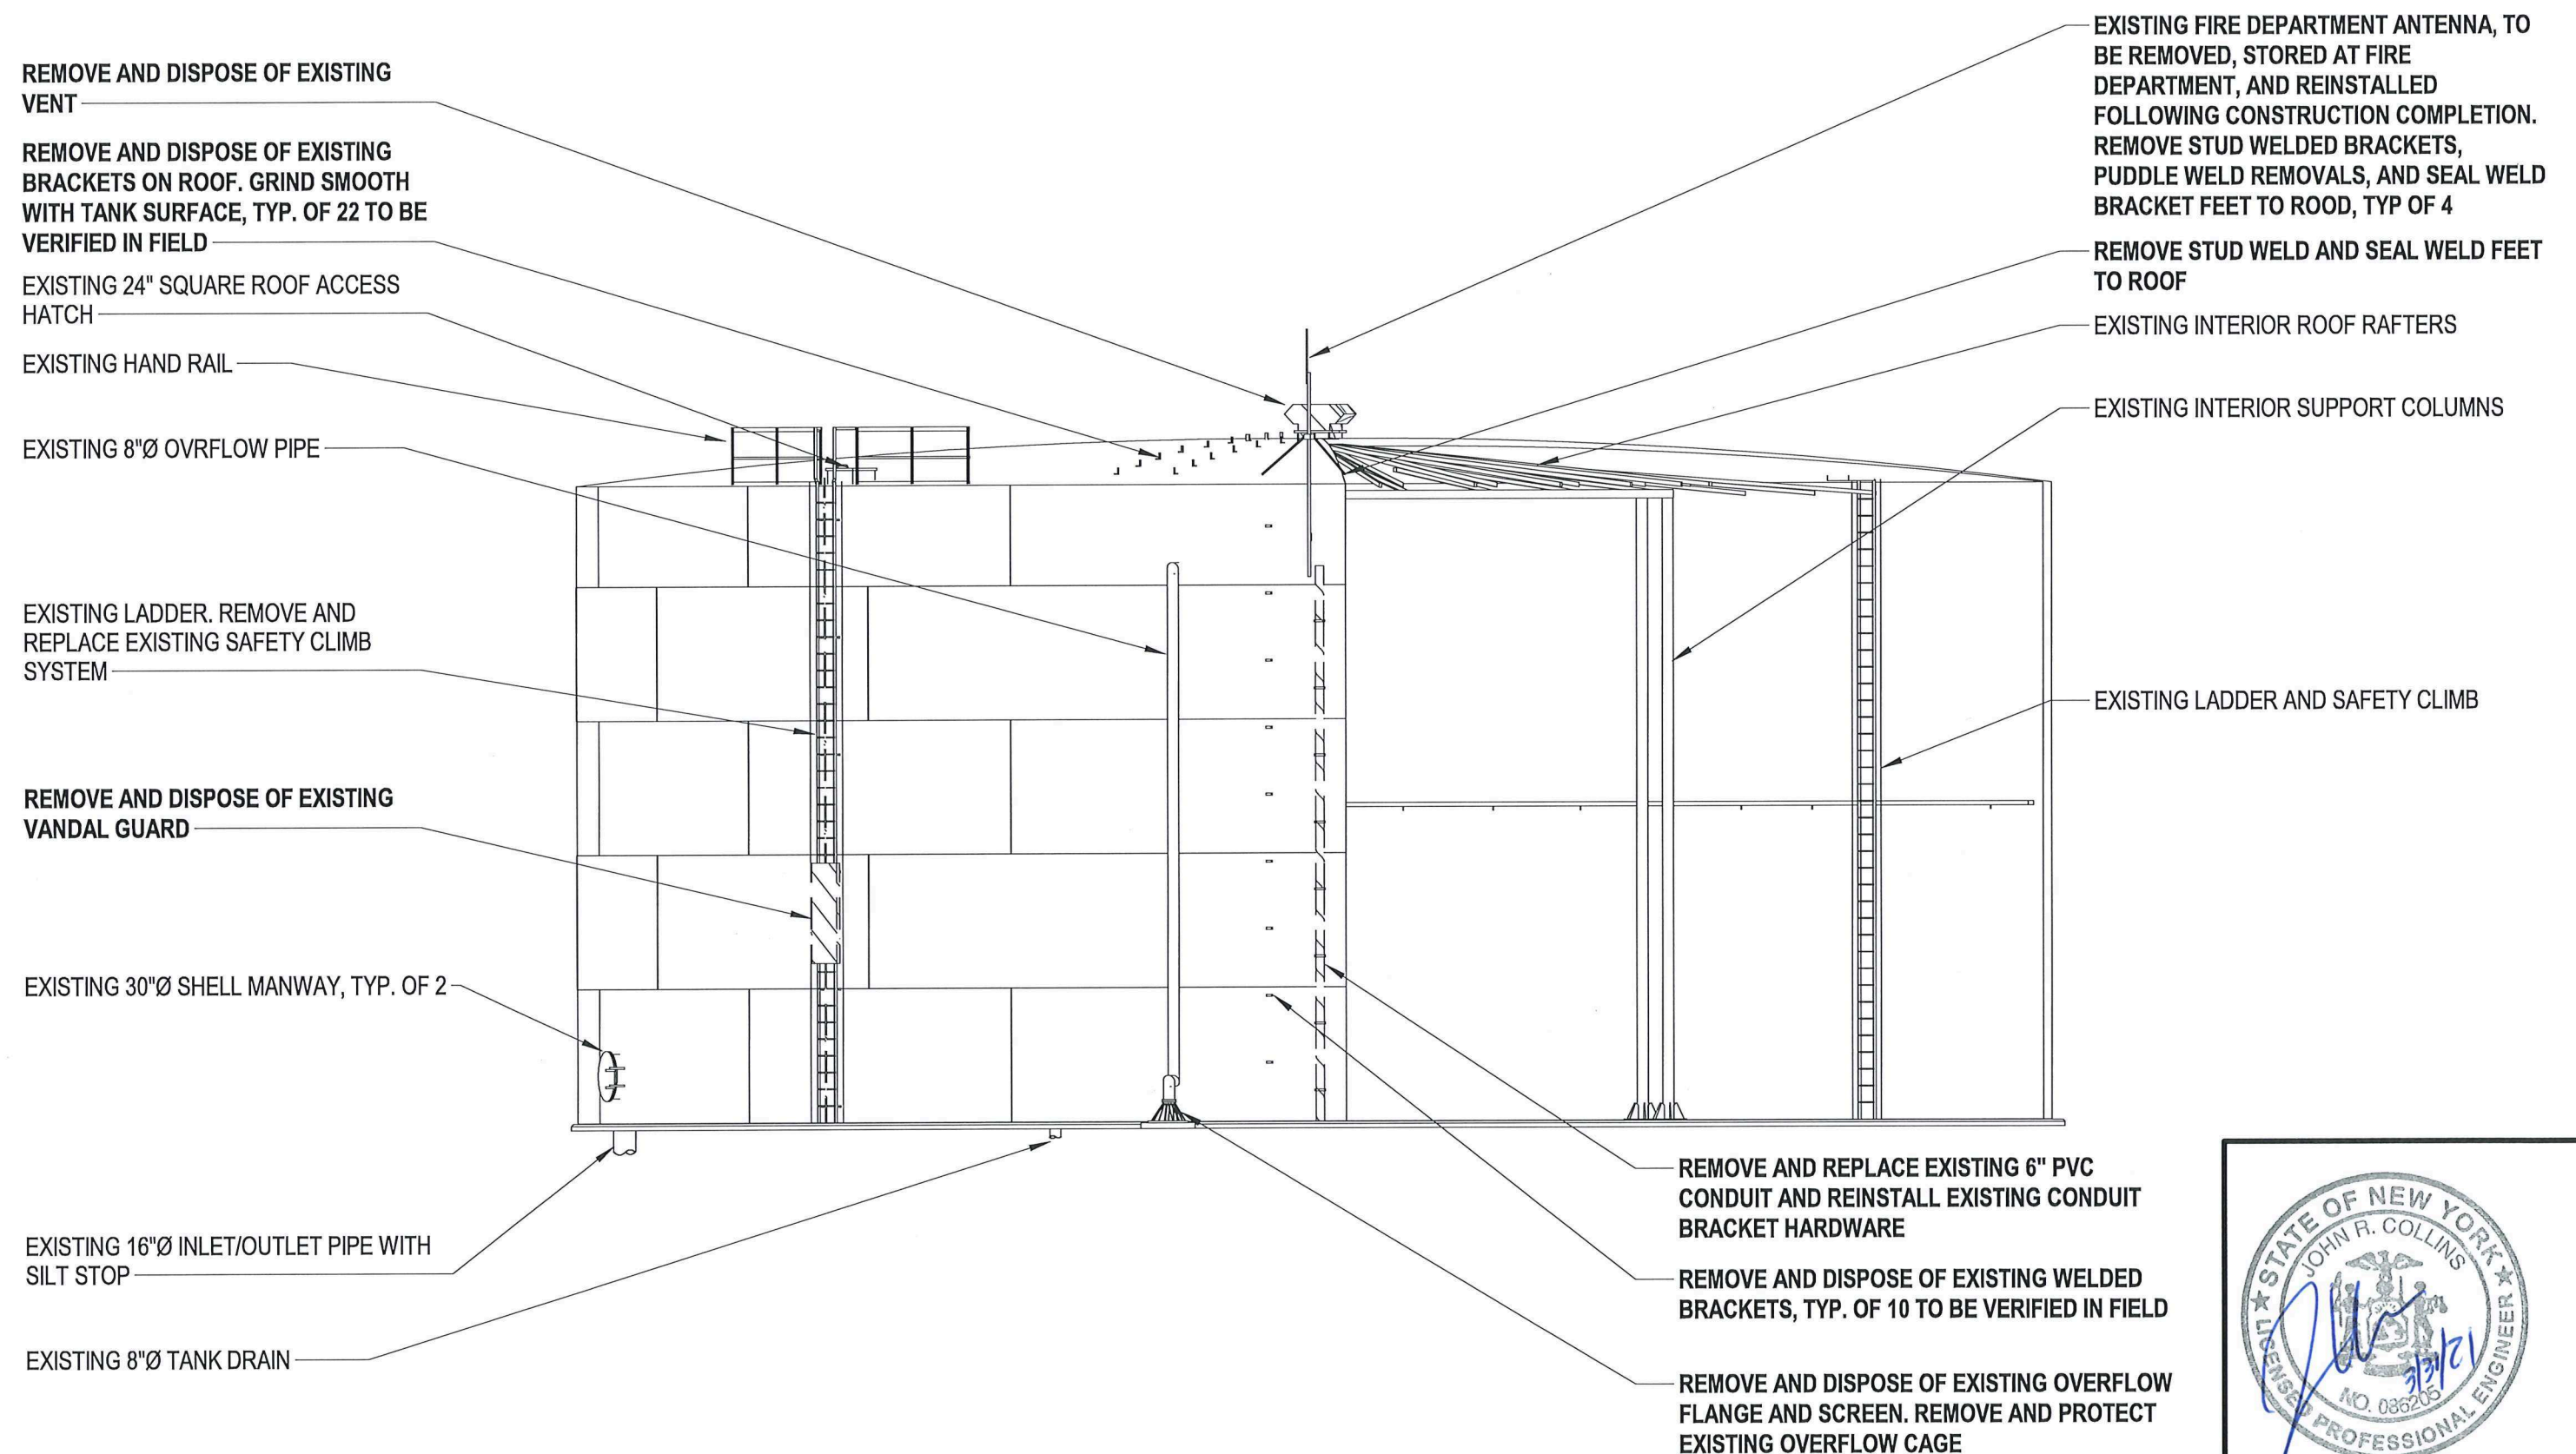 REMOVE AND DISPOSE OF EXISTING
VENT
REMOVE AND DISPOSE OF EXISTING
BRACKETS ON ROOF. GRIND SMOOTH
WITH TANK SURFACE, TYP. OF 22 TO BE
VERIFIED IN FIELD
EXISTING 24" SQUARE ROOF ACCESS
HATCH
EXISTING HAND RAIL
EXISTING 8"Ø OVRFLOW PIPE
EXISTING LADDER. REMOVE AND
REPLACE EXISTING SAFETY CLIMB
SYSTEM
REMOVE AND DISPOSE OF EXISTING
VANDAL GUARD
EXISTING 30"Ø SHELL MANWAY, TYP. OF 2
EXISTING 16"Ø INLET/OUTLET PIPE WITH
SILT STOP
EXISTING 8"Ø TANK DRAIN
EXISTING FIRE DEPARTMENT ANTENNA, TO
BE REMOVED, STORED AT FIRE
DEPARTMENT, AND REINSTALLED
FOLLOWING CONSTRUCTION COMPLETION.
REMOVE STUD WELDED BRACKETS,
PUDDLE WELD REMOVALS, AND SEAL WELD
BRACKET FEET TO ROOD, TYP OF 4
REMOVE STUD WELD AND SEAL WELD FEET
TO ROOF
EXISTING INTERIOR ROOF RAFTERS
EXISTING INTERIOR SUPPORT COLUMNS
EXISTING LADDER AND SAFETY CLIMB
REMOVE AND REPLACE EXISTING 6" PVC
CONDUIT AND REINSTALL EXISTING CONDUIT
BRACKET HARDWARE
REMOVE AND DISPOSE OF EXISTING WELDED
BRACKETS, TYP. OF 10 TO BE VERIFIED IN FIELD
REMOVE AND DISPOSE OF EXISTING OVERFLOW
FLANGE AND SCREEN. REMOVE AND PROTECT
EXISTING OVERFLOW CAGE
STATE OF NEW YORK
JOHN R. COLLINS
3/31/21
NO. 086205
LICENSED PROFESSIONAL ENGINEER